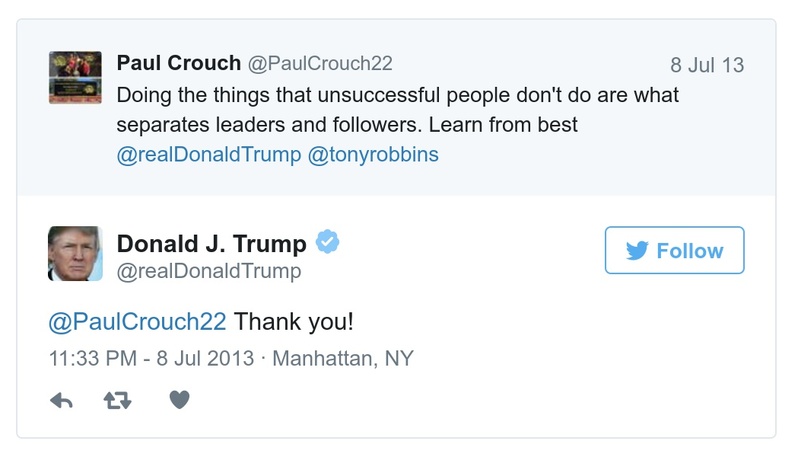 Paul Crouch @PaulCrouch22 8 Jul 13
Doing the things that unsuccessful people don't do are what
separates leaders and followers. Learn from best
@realDonaldTrump @tonyrobbins
Donald J. Trump
@realDonaldTrump
Follow
@PaulCrouch22 Thank you!
11:33 PM - 8 Jul 2013 · Manhattan, NY